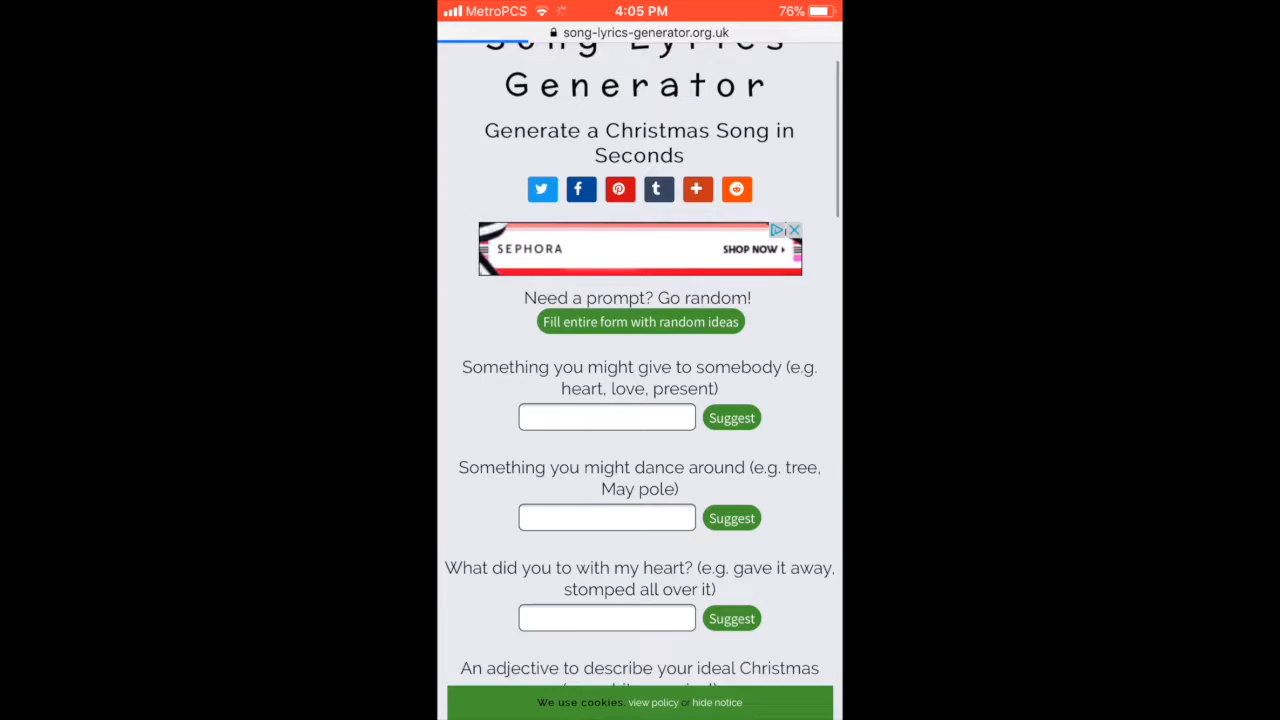 MetroPCS 4:05 PM 76%
song-lyrics-generator.org.uk
Song Lyrics
Generator
Generate a Christmas Song in
Seconds
SEPHORA SHOP NOW
Need a prompt? Go random!
Fill entire form with random ideas
Something you might give to somebody (e.g.
heart, love, present)
Suggest
Something you might dance around (e.g. tree,
May pole)
Suggest
What did you to with my heart? (e.g. gave it away,
stomped all over it)
Suggest
An adjective to describe your ideal Christmas
We use cookies. view policy or hide notice